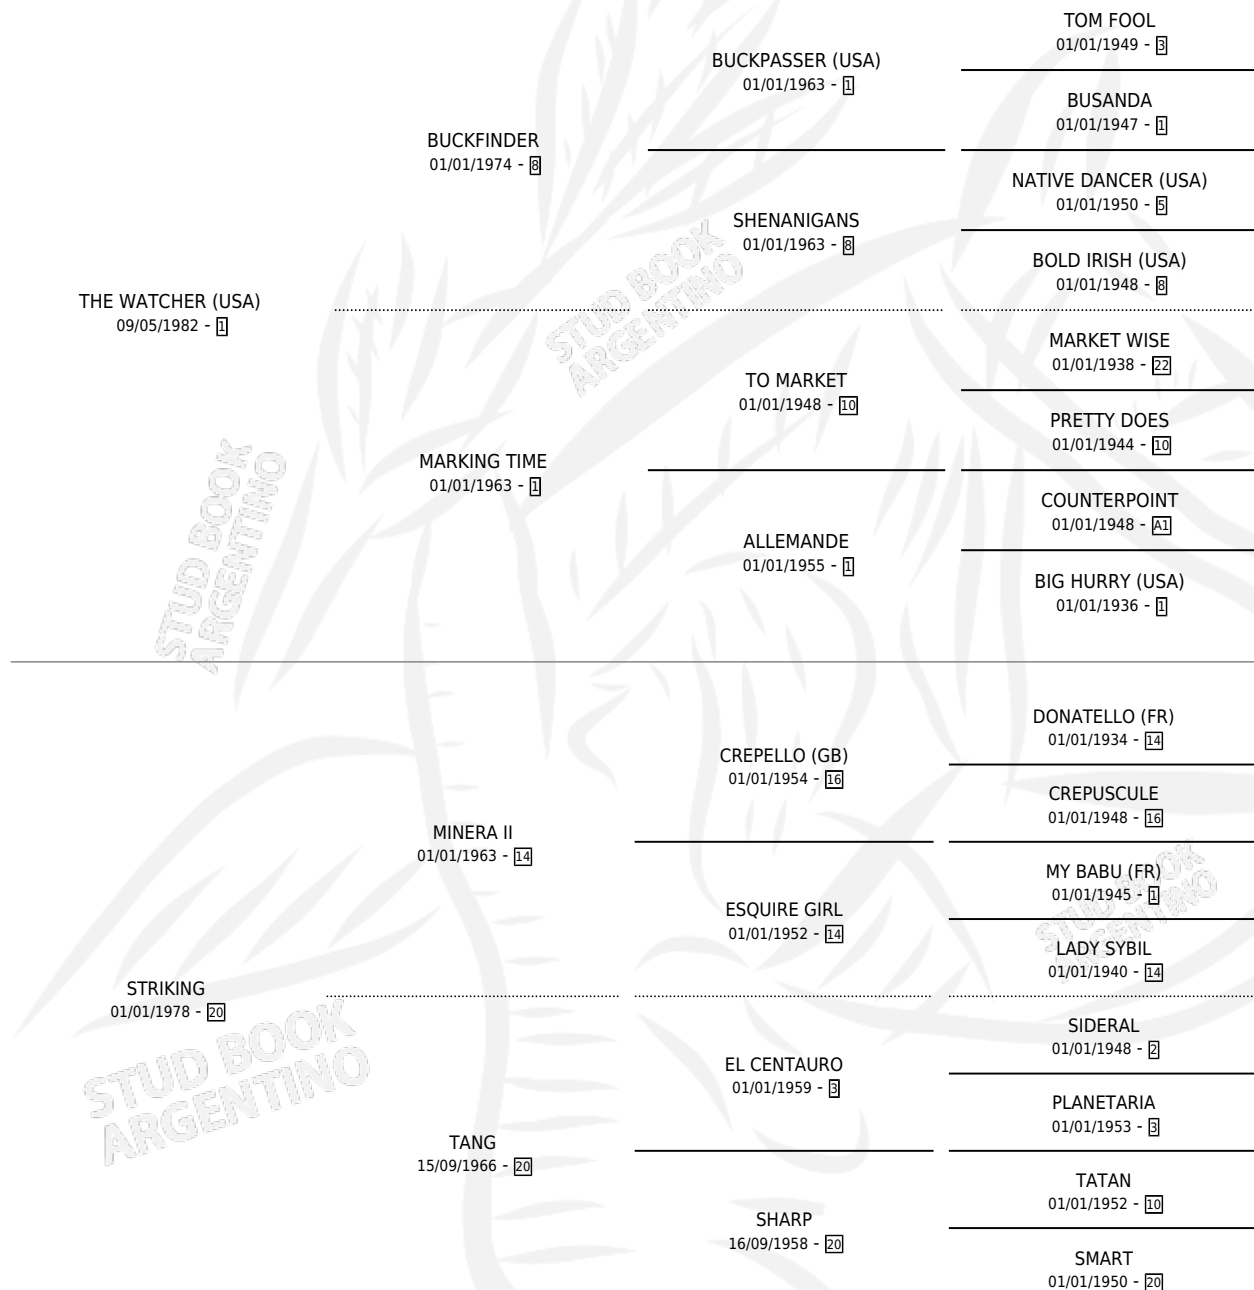 TOM FOOL
01/01/1949 - 3
BUCKPASSER (USA)
01/01/1963 - 1
BUSANDA
01/01/1947 - 1
BUCKFINDER
01/01/1974 - 8
NATIVE DANCER (USA)
01/01/1950 - 5
SHENANIGANS
01/01/1963 - 8
BOLD IRISH (USA)
01/01/1948 - 8
THE WATCHER (USA)
09/05/1982 - 1
STUD BOOK
ARGENTINO
MARKET WISE
01/01/1938 - 22
TO MARKET
01/01/1948 - 10
PRETTY DOES
01/01/1944 - 10
MARKING TIME
01/01/1963 - 1
COUNTERPOINT
01/01/1948 - A1
ALLEMANDE
01/01/1955 - 1
BIG HURRY (USA)
01/01/1936 - 1
STUD BOOK
ARGENTINO
DONATELLO (FR)
01/01/1934 - 14
CREPELLO (GB)
01/01/1954 - 16
CREPUSCULE
01/01/1948 - 16
MINERA II
01/01/1963 - 14
MY BABU (FR)
01/01/1945 - 1
ESQUIRE GIRL
01/01/1952 - 14
STUD BOOK
ARGENTINO
LADY SYBIL
01/01/1940 - 14
STRIKING
01/01/1978 - 20
SIDERAL
01/01/1948 - 2
EL CENTAURO
01/01/1959 - 3
STUD BOOK
ARGENTINO
PLANETARIA
01/01/1953 - 3
TANG
15/09/1966 - 20
TATAN
01/01/1952 - 10
SHARP
16/09/1958 - 20
SMART
01/01/1950 - 20